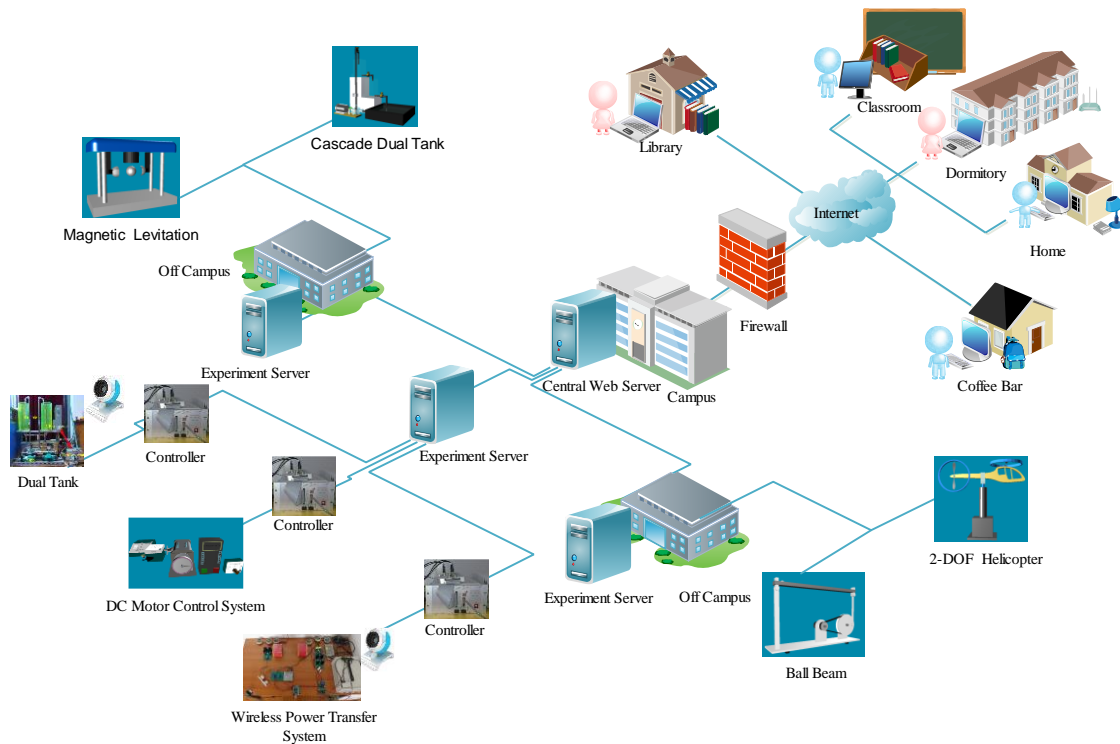 Cascade Dual Tank
Magnetic Levitation
Off Campus
Experiment Server
Library
Classroom
Dormitory
Internet
Home
Firewall
Coffee Bar
Central Web Server
Campus
Experiment Server
Controller
Dual Tank
Controller
DC Motor Control System
Controller
Wireless Power Transfer
System
Experiment Server
Off Campus
2-DOF Helicopter
Ball Beam